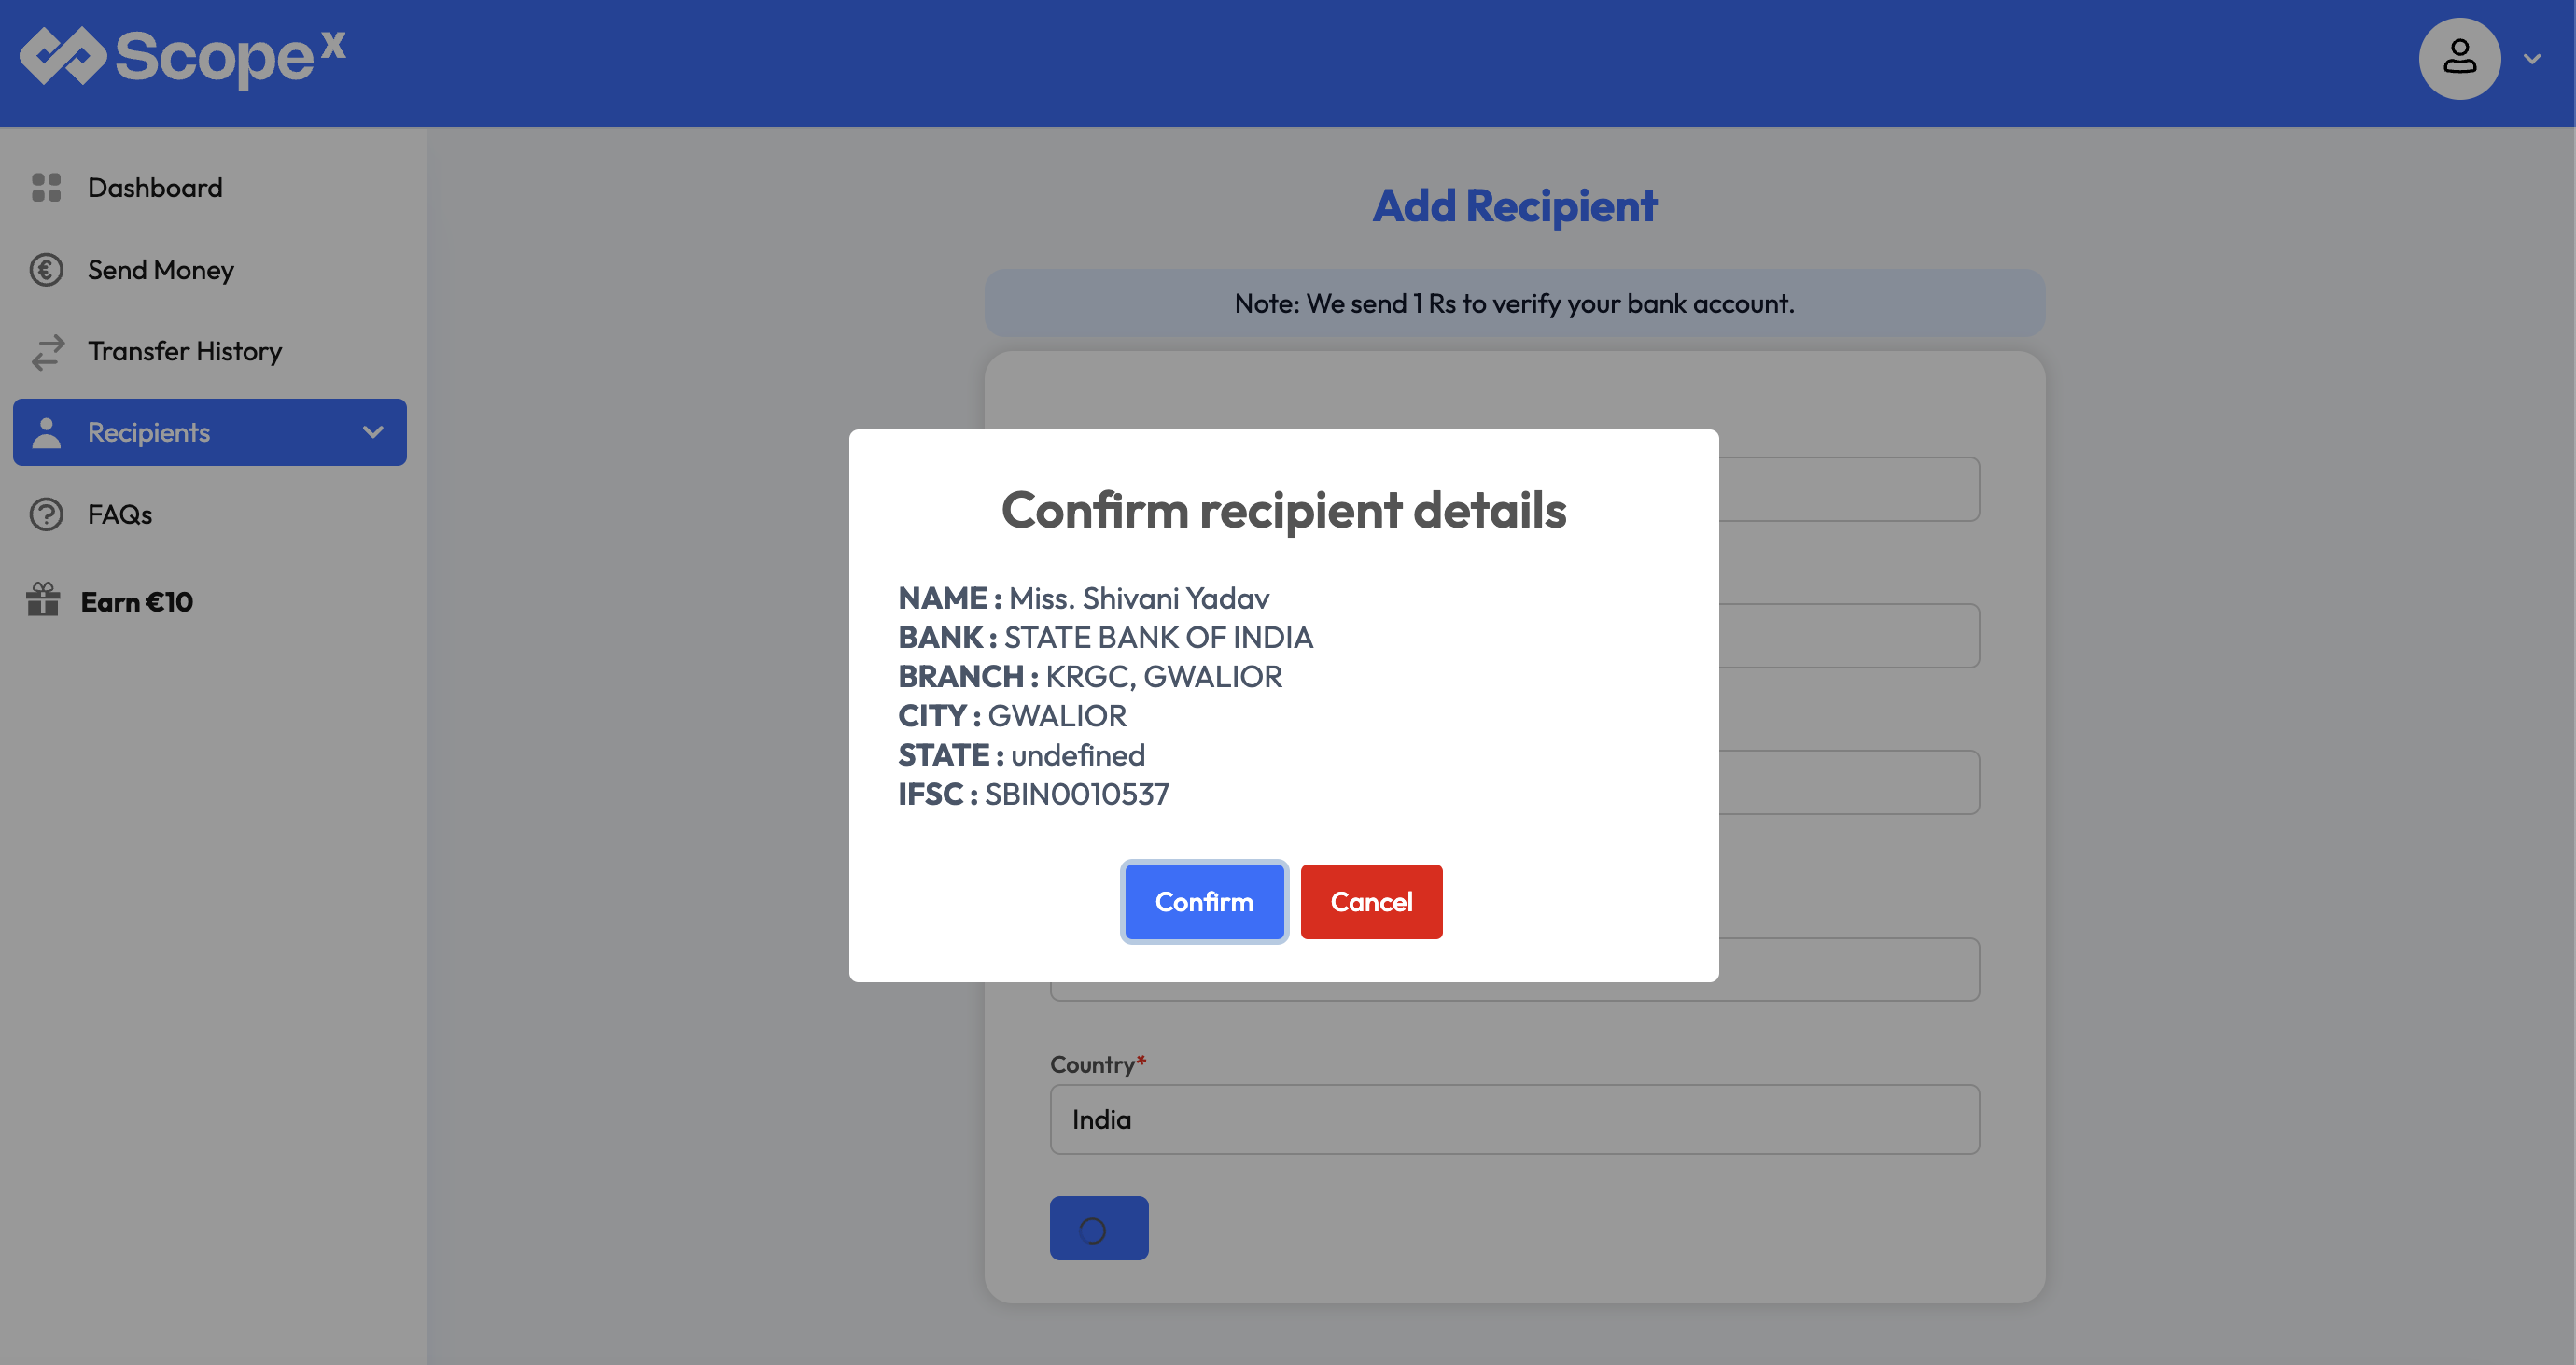 Scopeˣ
Dashboard
Send Money
Transfer History
Recipients
FAQs
Earn €10
Add Recipient
Note: We send 1 Rs to verify your bank account.
Confirm recipient details
NAME : Miss. Shivani Yadav
BANK : STATE BANK OF INDIA
BRANCH : KRGC, GWALIOR
CITY : GWALIOR
STATE : undefined
IFSC : SBIN0010537
Confirm Cancel
Country*
India